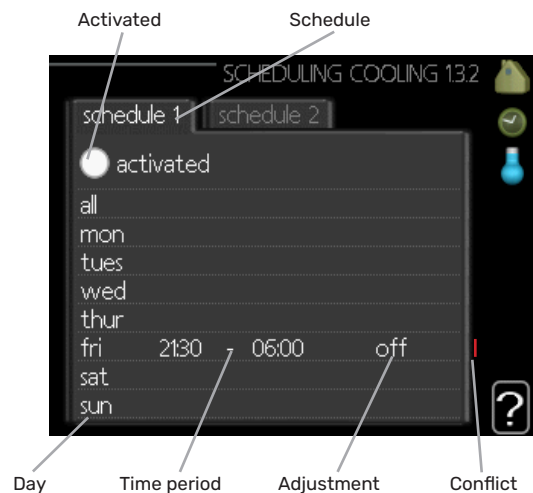 Activated Schedule
SCHEDULING COOLING 1.3.2
schedule 1 schedule 2
activated
all
mon
tues
wed
thur
fri 21:30 - 06:00 off
sat
sun
?
Day Time period Adjustment Conflict